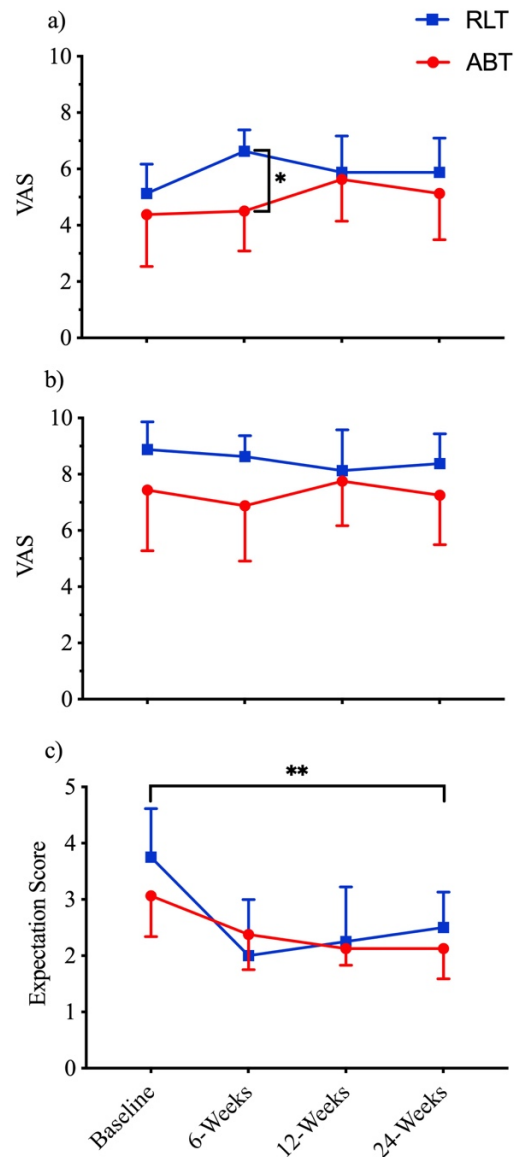 a)
RLT
ABT
10
8
6
4
2
0
VAS
*
b)
10
8
6
4
2
0
VAS
c)
**
5
4
3
2
1
0
Expectation Score
Baseline
6-Weeks
12-Weeks
24-Weeks